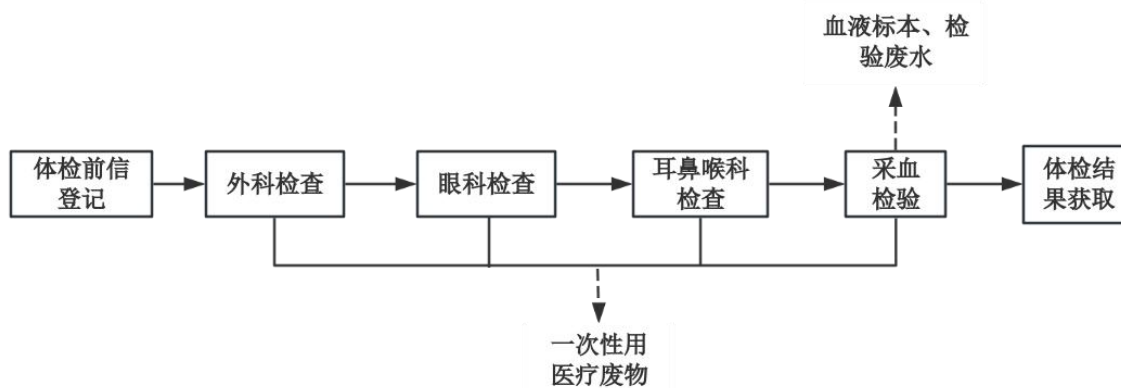 血液标本、检
验废水
体检前信
登记
外科检查
眼科检查
耳鼻喉科
检查
采血
检验
体检结
果获取
一次性用
医疗废物